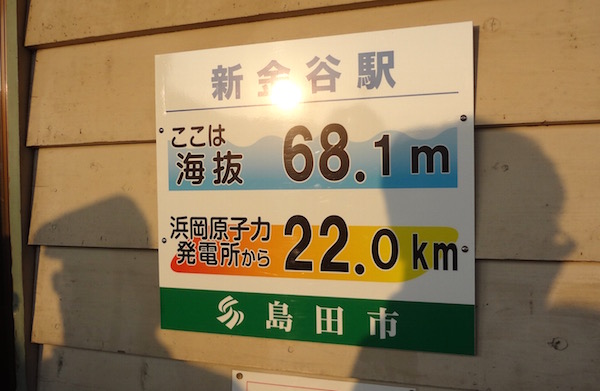 新金谷駅
ここは
海抜 68.1m
浜岡原子力
発電所から 22.0km
島田市